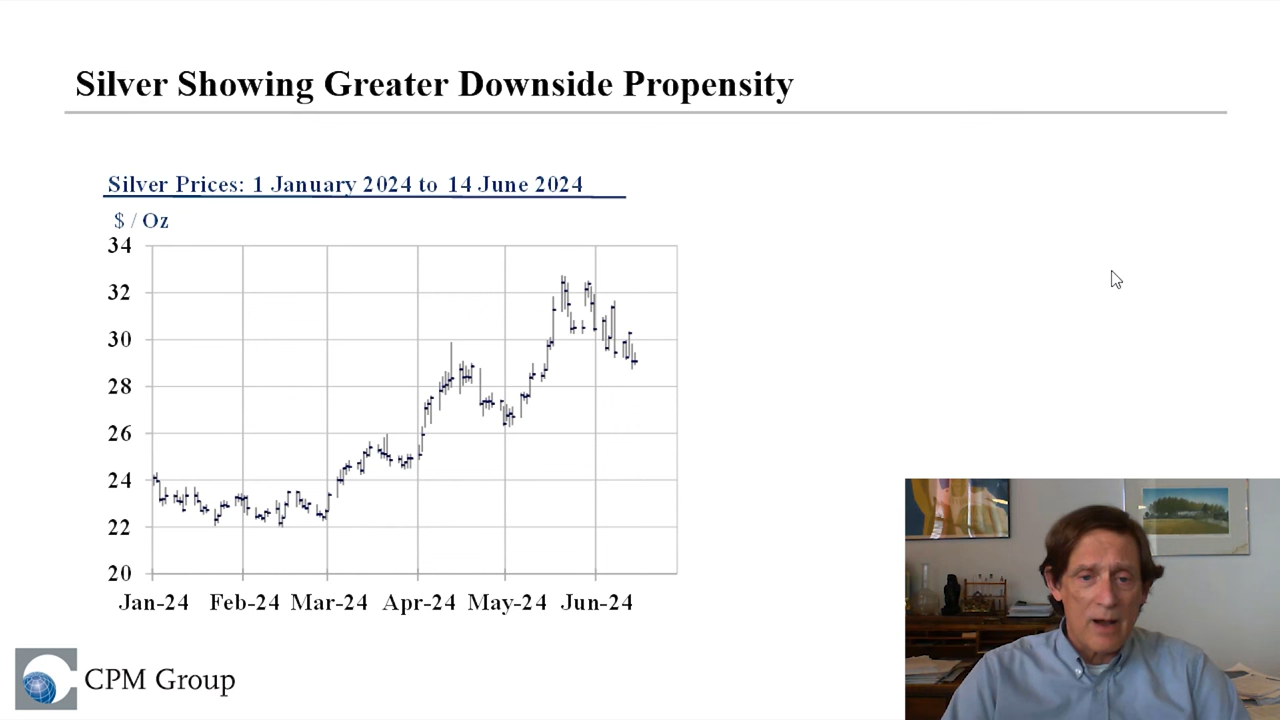 Silver Showing Greater Downside Propensity
Silver Prices: 1 January 2024 to 14 June 2024
$ / Oz
34
32
30
28
26
24
22
20
Jan-24 Feb-24 Mar-24 Apr-24 May-24 Jun-24
CPM Group